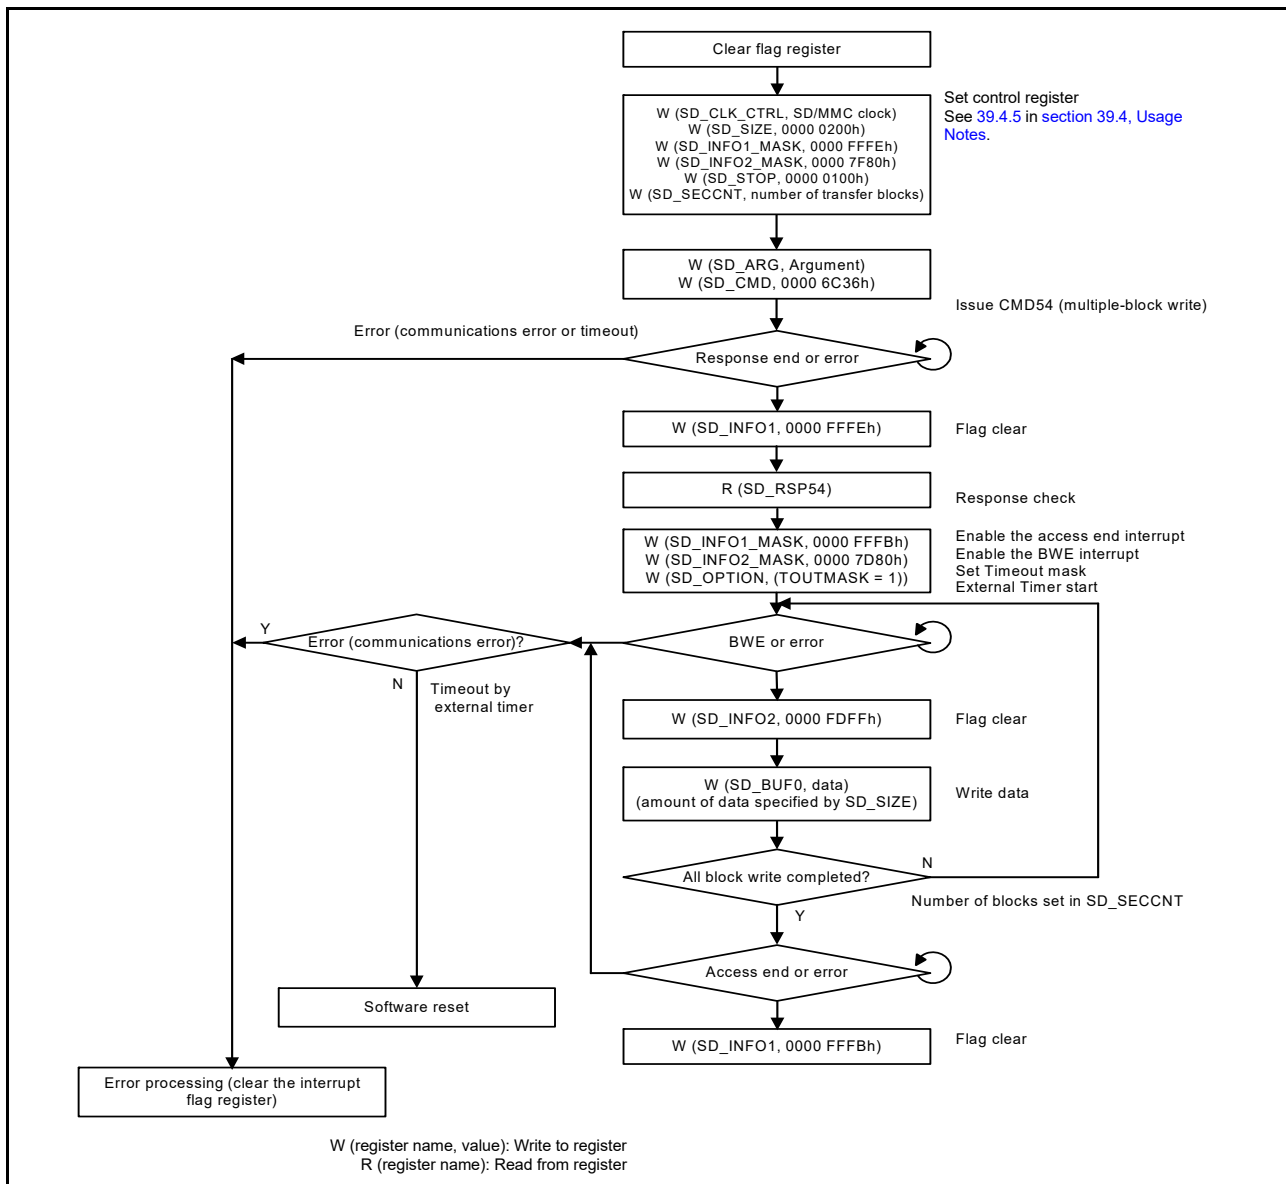 Clear flag register
W (SD_CLK_CTRL, SD/MMC clock)
W (SD_SIZE, 0000 0200h)
W (SD_INFO1_MASK, 0000 FFFEh)
W (SD_INFO2_MASK, 0000 7F80h)
W (SD_STOP, 0000 0100h)
W (SD_SECCNT, number of transfer blocks)
Set control register
See 39.4.5 in section 39.4, Usage
Notes.
W (SD_ARG, Argument)
W (SD_CMD, 0000 6C36h)
Issue CMD54 (multiple-block write)
Error (communications error or timeout)
Response end or error
W (SD_INFO1, 0000 FFFEh)
Flag clear
R (SD_RSP54)
Response check
W (SD_INFO1_MASK, 0000 FFFBh)
W (SD_INFO2_MASK, 0000 7D80h)
W (SD_OPTION, (TOUTMASK = 1))
Enable the access end interrupt
Enable the BWE interrupt
Set Timeout mask
External Timer start
Y
Error (communications error)?
BWE or error
N
Timeout by
external timer
W (SD_INFO2, 0000 FDFFh)
Flag clear
W (SD_BUF0, data)
(amount of data specified by SD_SIZE)
Write data
All block write completed?
N
Number of blocks set in SD_SECCNT
Y
Access end or error
Software reset
W (SD_INFO1, 0000 FFFBh)
Flag clear
Error processing (clear the interrupt
flag register)
W (register name, value): Write to register
R (register name): Read from register